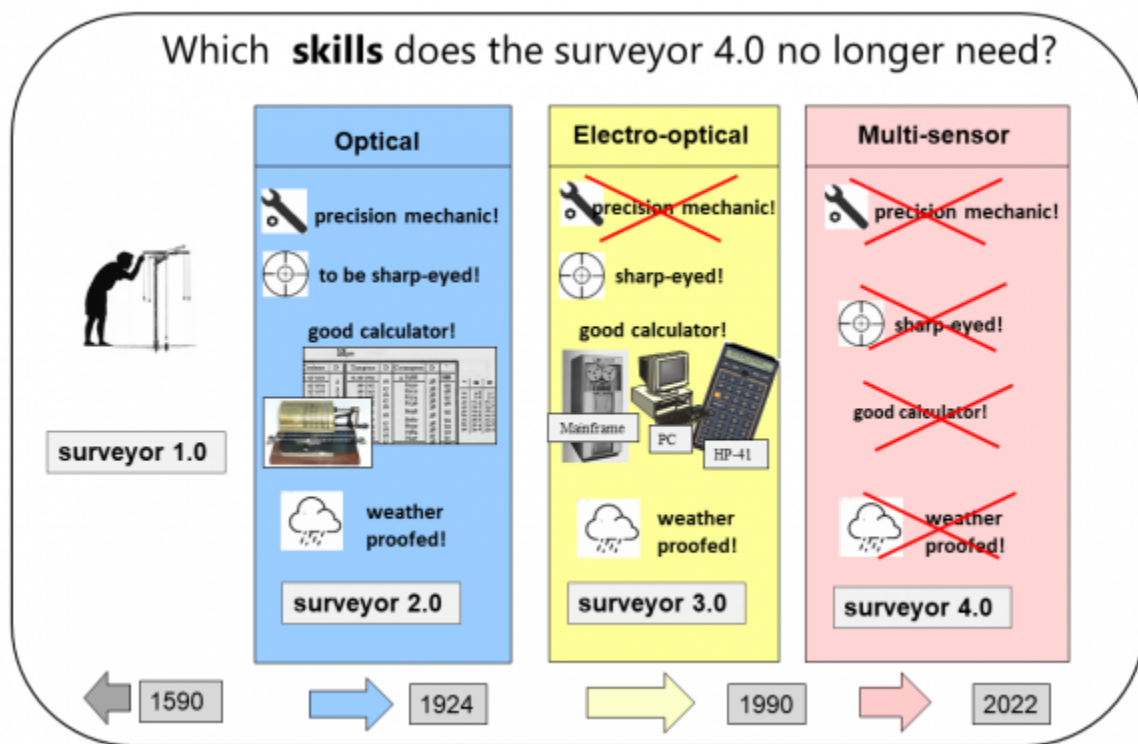 Which skills does the surveyor 4.0 no longer need?
Optical
precision mechanic!
to be sharp-eyed!
good calculator!
weather
proofed!
surveyor 2.0
Electro-optical
precision mechanic!
sharp-eyed!
good calculator!
Mainframe
PC
HP-41
weather
proofed!
surveyor 3.0
Multi-sensor
precision mechanic!
sharp-eyed!
good calculator!
weather
proofed!
surveyor 4.0
surveyor 1.0
1590
1924
1990
2022